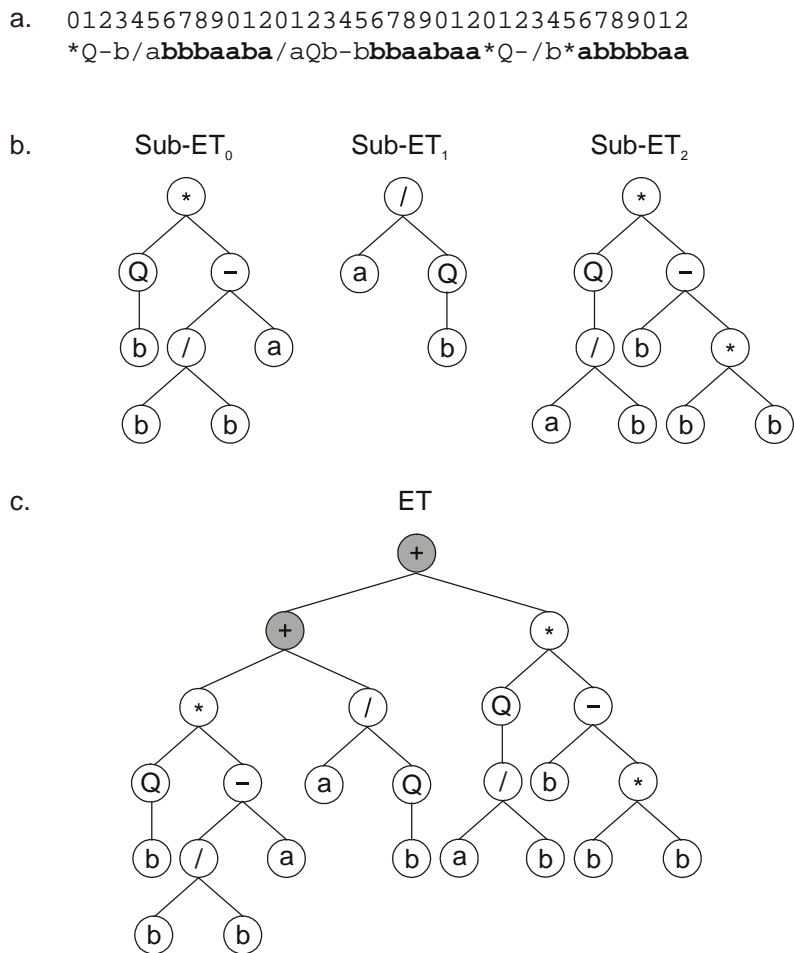 a. 012345678901201234567890120123456789012
*Q-b/abbbaaba/aQb-bbbaabaa*Q-/b*abbbbaa
b. Sub-ET₀ Sub-ET₁ Sub-ET₂
* / *
Q − a Q Q −
b / a b / b *
b b a b b b
c. ET
+
+ *
* / Q −
Q − a Q / b *
b / a b a b b b
b b